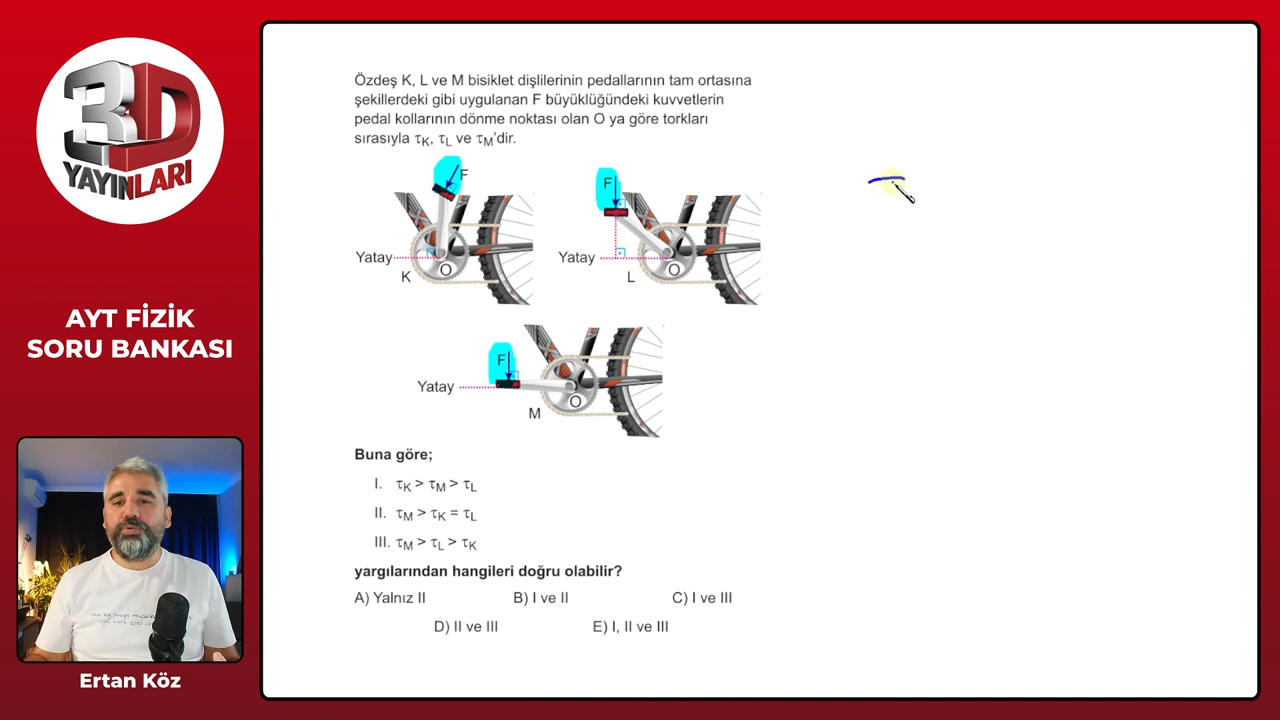 3D
YAYINLARI
AYT FİZİK
SORU BANKASI
Ertan Köz
Özdeş K, L ve M bisiklet dişlilerinin pedallarının tam ortasına
şekillerdeki gibi uygulanan F büyüklüğündeki kuvvetlerin
pedal kollarının dönme noktası olan O ya göre torkları
sırasıyla τK, τL ve τM'dir.
F
Yatay
K
O
F
Yatay
L
O
F
Yatay
M
O
Buna göre;
I. τK > τM > τL
II. τM > τK = τL
III. τM > τL > τK
yargılarından hangileri doğru olabilir?
A) Yalnız II B) I ve II C) I ve III
D) II ve III E) I, II ve III